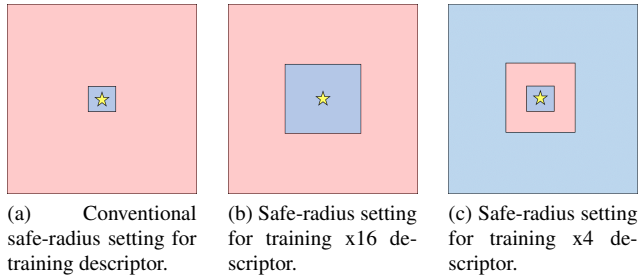 (a) Conventional
safe-radius setting for
training descriptor.
(b) Safe-radius setting
for training x16 de-
scriptor.
(c) Safe-radius setting
for training x4 de-
scriptor.